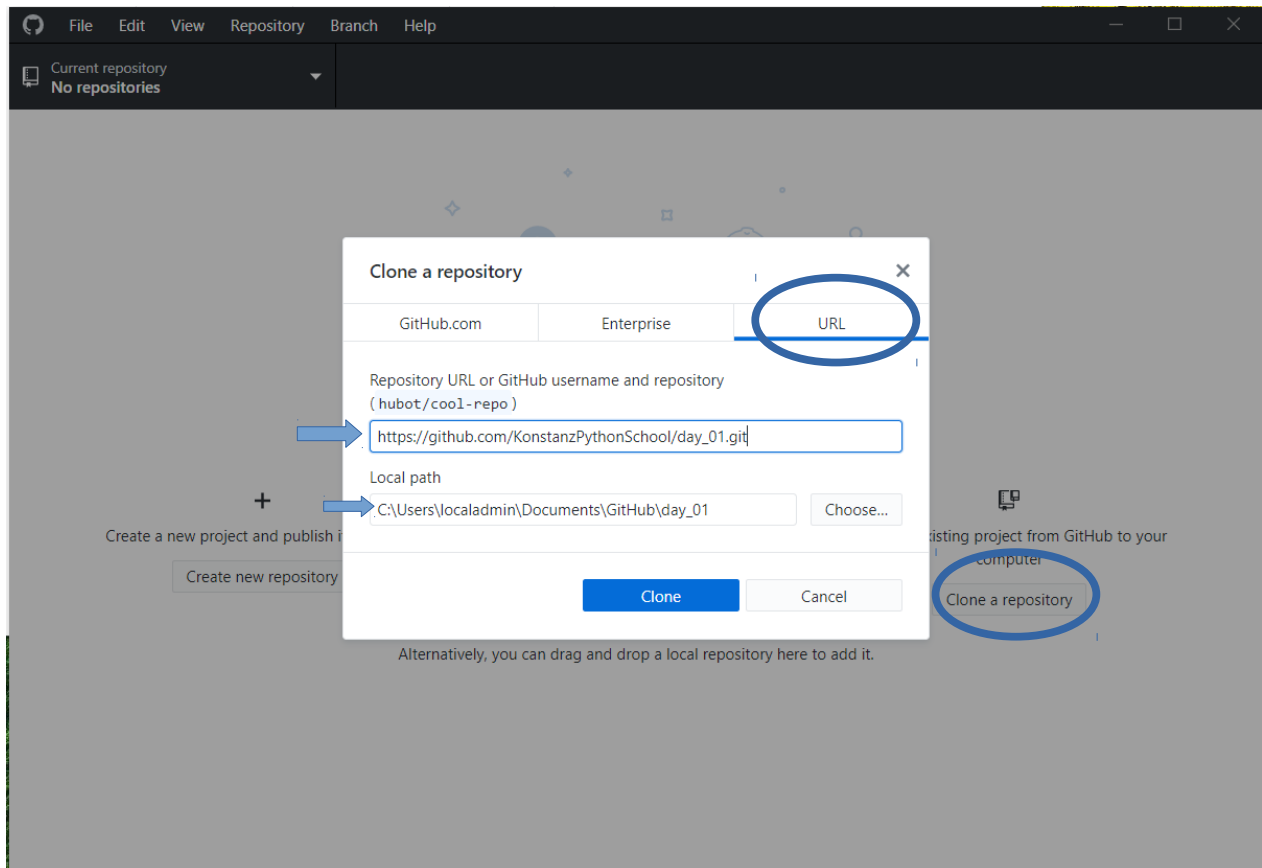 File Edit View Repository Branch Help
Current repository
No repositories
Clone a repository
GitHub.com Enterprise URL
Repository URL or GitHub username and repository
(hubot/cool-repo)
https://github.com/KonstanzPythonSchool/day_01.git
Local path
C:\Users\localadmin\Documents\GitHub\day_01 Choose...
Clone Cancel
Create a new project and publish i
Create new repository
isting project from GitHub to your
computer
Clone a repository
Alternatively, you can drag and drop a local repository here to add it.